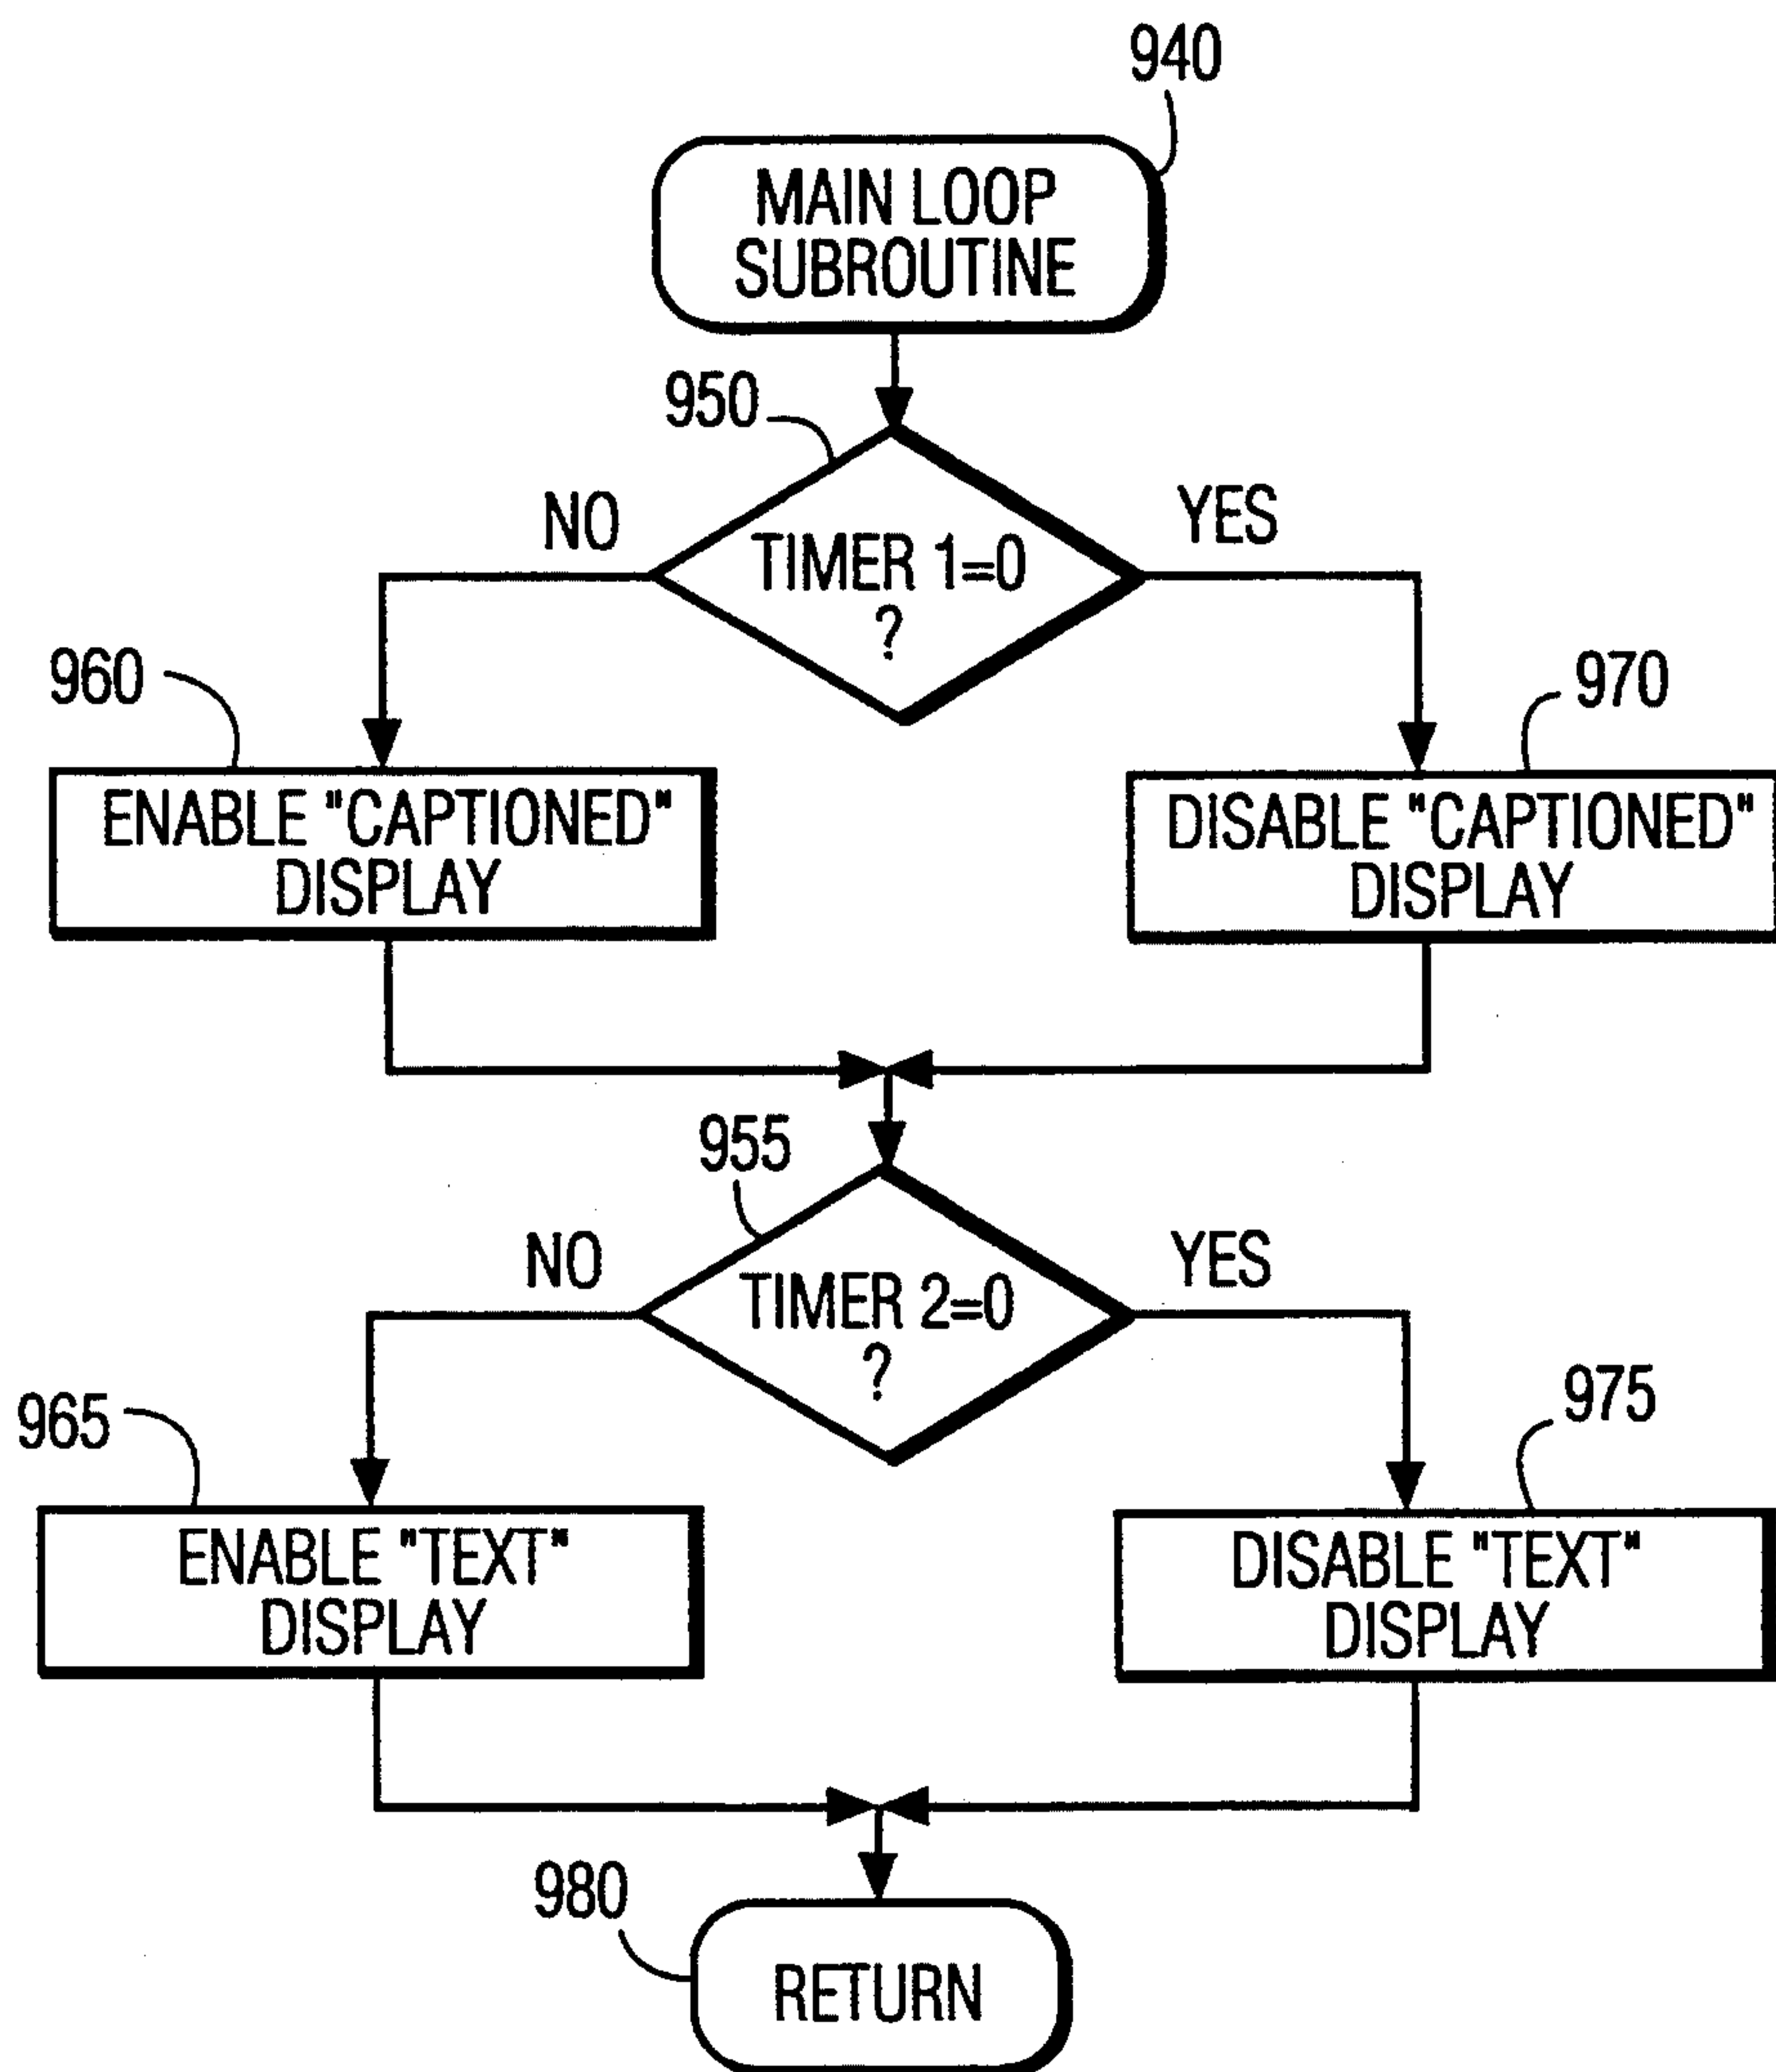 940
MAIN LOOP
SUBROUTINE
950
NO
YES
TIMER 1=0
?
960
970
ENABLE "CAPTIONED"
DISPLAY
DISABLE "CAPTIONED"
DISPLAY
955
NO
YES
TIMER 2=0
?
965
975
ENABLE "TEXT"
DISPLAY
DISABLE "TEXT"
DISPLAY
980
RETURN